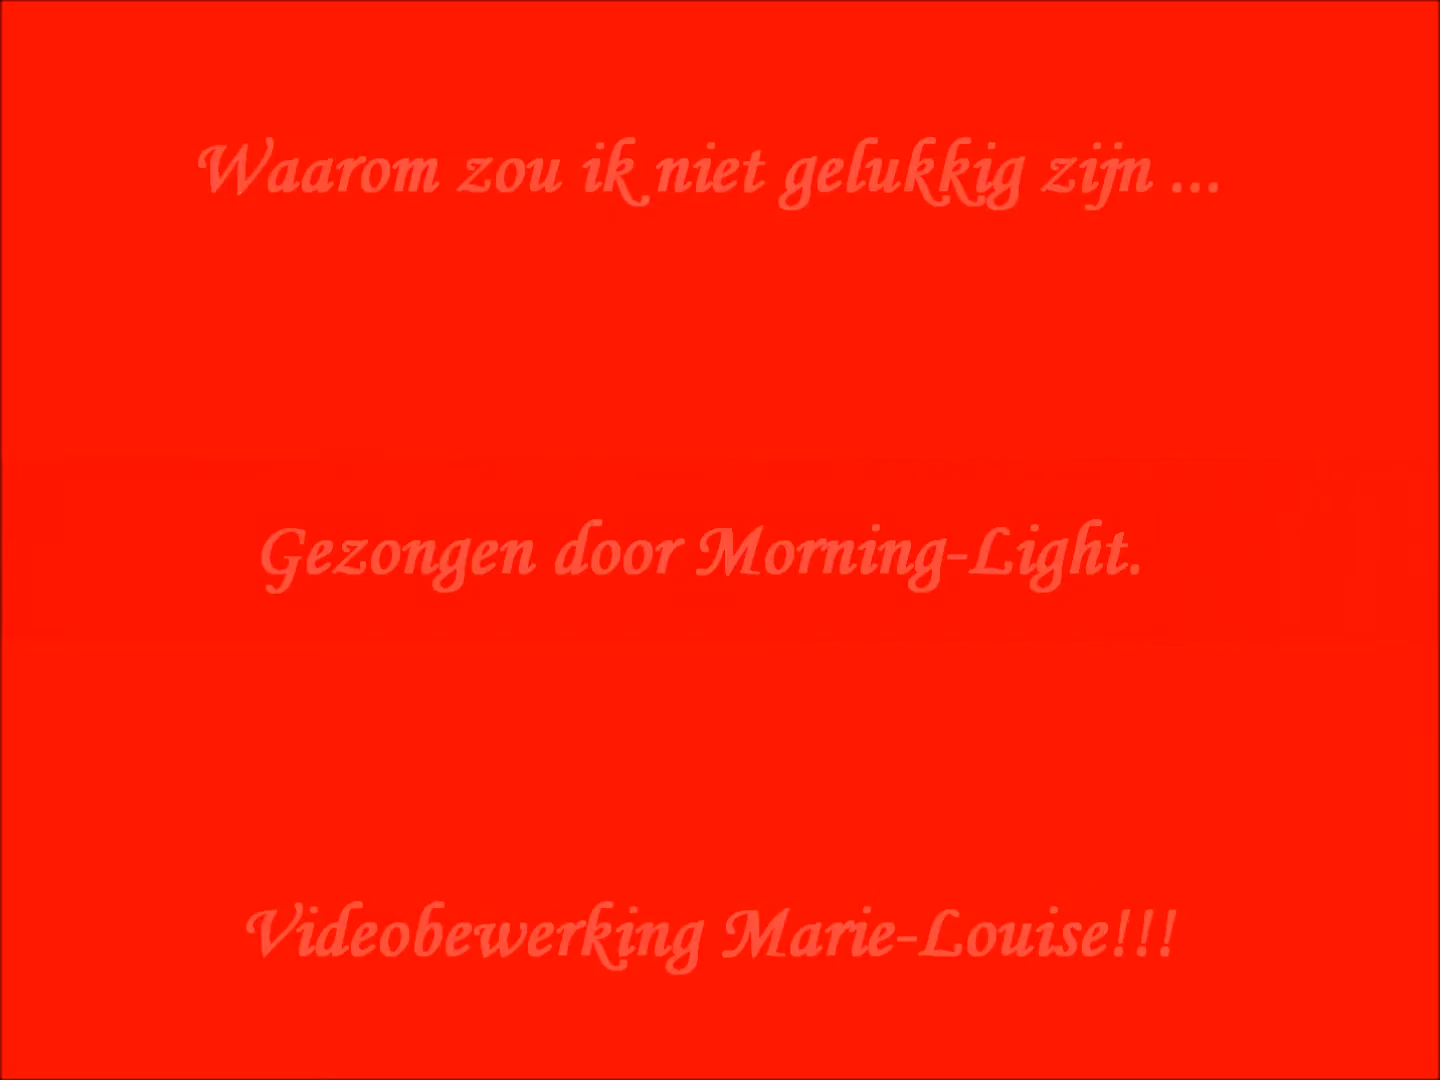 Waarom zou ik niet gelukkig zijn ...
Gezongen door Morning-Light.
Videobewerking Marie-Louise!!!